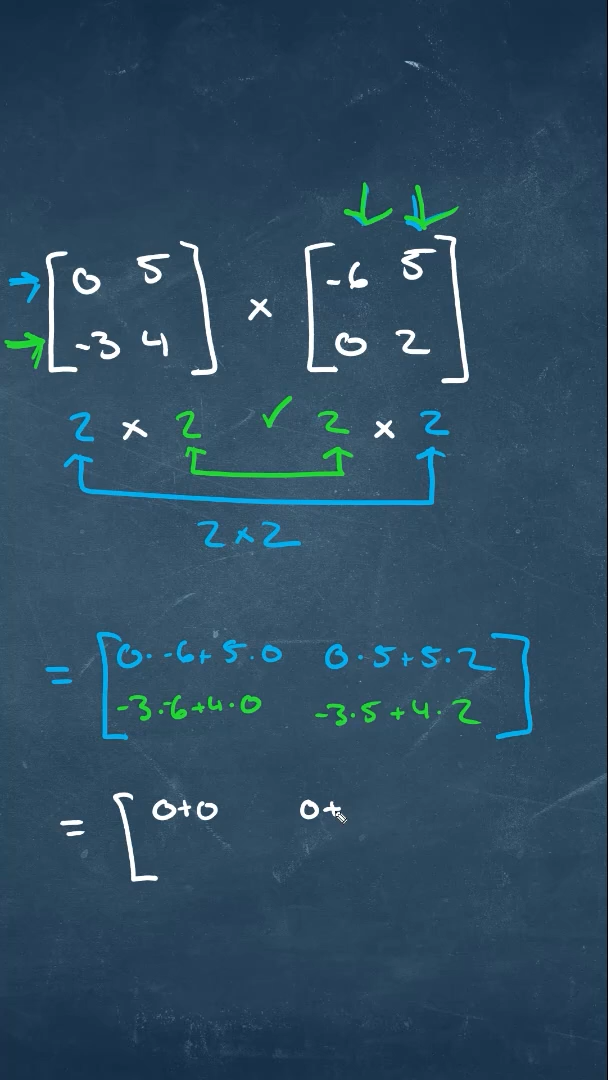 [0 5] × [-6 5]
[-3 4] [0 2]
2 × 2 ✓ 2 × 2
2×2
= [0·-6+5·0 0·5+5·2]
[-3·-6+4·0 -3·5+4·2]
= [0+0 0+